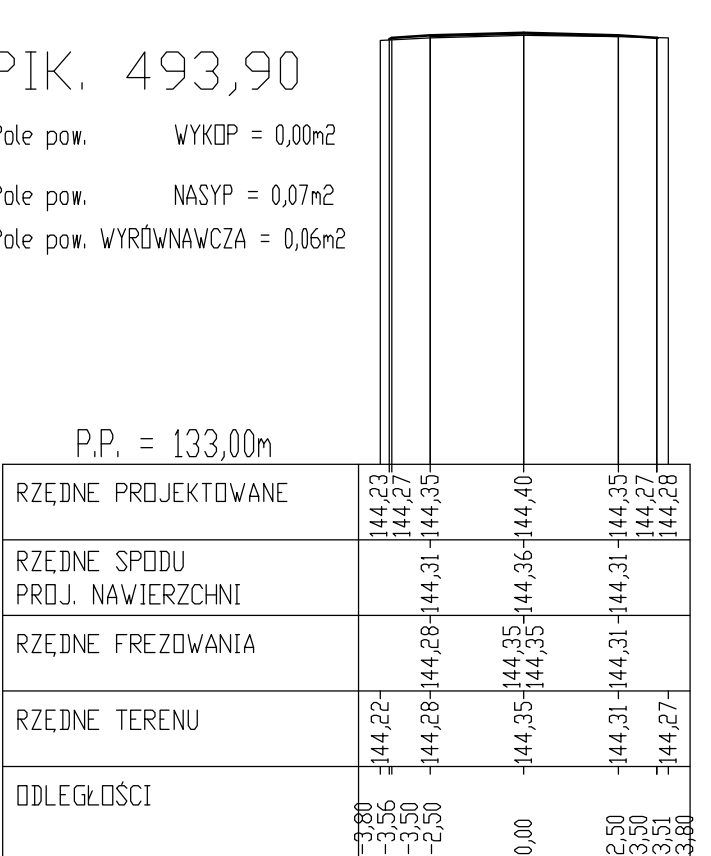 PIK. 493,90
Pole pow. WYKOP = 0,00m2
Pole pow. NASYP = 0,07m2
Pole pow. WYRÓWNAWCZA = 0,06m2
P.P. = 133,00m
RZĘDNE PROJEKTOWANE 144,23 144,27 144,35 144,40 144,35 144,27 144,28
RZĘDNE SPODU
PROJ. NAWIERZCHNI 144,31 144,36 144,31
RZĘDNE FREZOWANIA 144,28 144,35 144,35 144,31
RZĘDNE TERENU 144,22 144,28 144,35 144,31 144,27
ODLEGŁOŚCI -3,80 -3,56 -3,50 -2,50 0,00 2,50 3,50 3,51 3,80